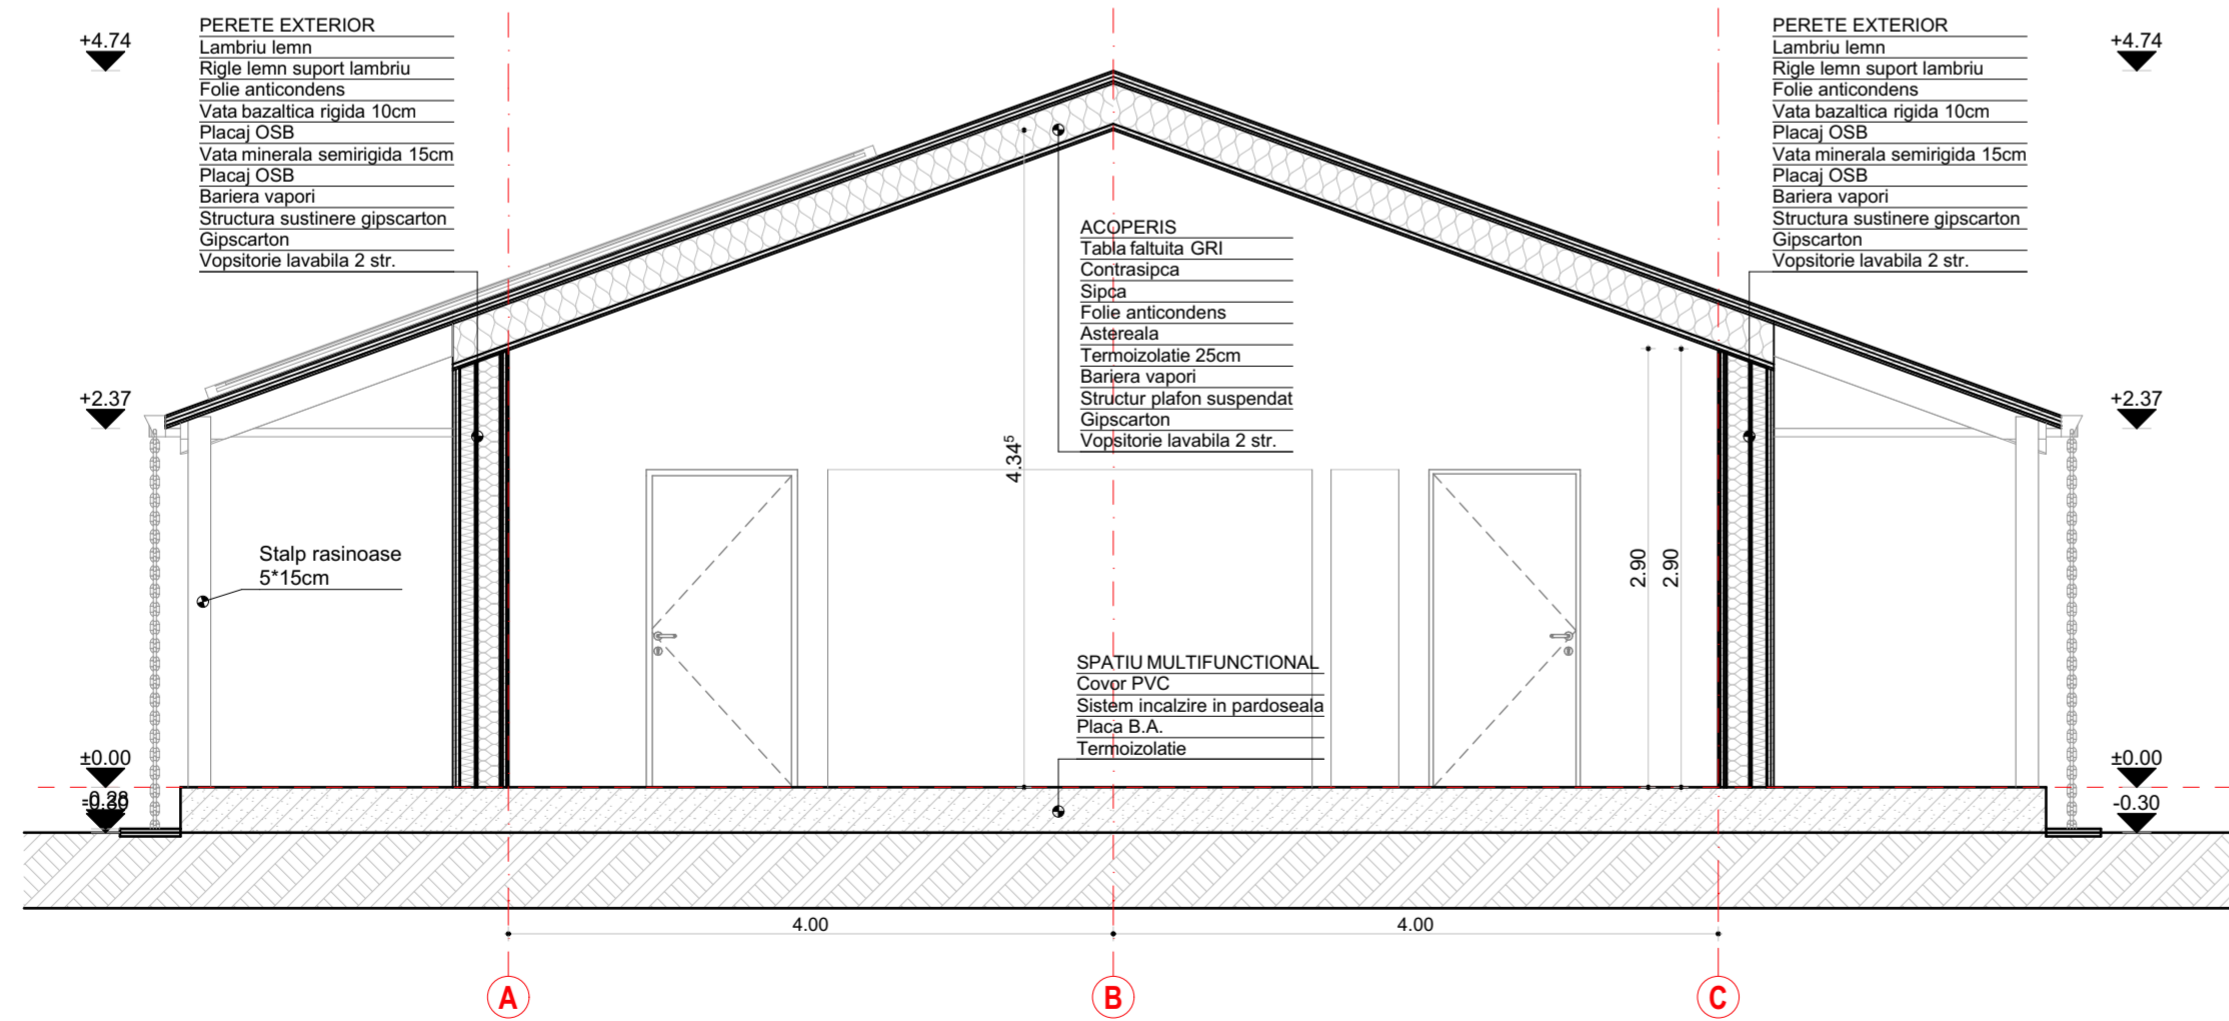 PERETE EXTERIOR
Lambriu lemn
Rigle lemn suport lambriu
Folie anticondens
Vata bazaltica rigida 10cm
Placaj OSB
Vata minerala semirigida 15cm
Placaj OSB
Bariera vapori
Structura sustinere gipscarton
Gipscarton
Vopsitorie lavabila 2 str.
PERETE EXTERIOR
Lambriu lemn
Rigle lemn suport lambriu
Folie anticondens
Vata bazaltica rigida 10cm
Placaj OSB
Vata minerala semirigida 15cm
Placaj OSB
Bariera vapori
Structura sustinere gipscarton
Gipscarton
Vopsitorie lavabila 2 str.
+4.74
+4.74
ACOPERIS
Tabla faltuita GRI
Contrasipca
Sipca
Folie anticondens
Astereala
Termoizolatie 25cm
Bariera vapori
Structur plafon suspendat
Gipscarton
Vopsitorie lavabila 2 str.
+2.37
+2.37
4.34⁵
2.90
2.90
Stalp rasinoase
5*15cm
SPATIU MULTIFUNCTIONAL
Covor PVC
Sistem incalzire in pardoseala
Placa B.A.
Termoizolatie
±0.00
±0.00
-0.30
4.00
4.00
A
B
C